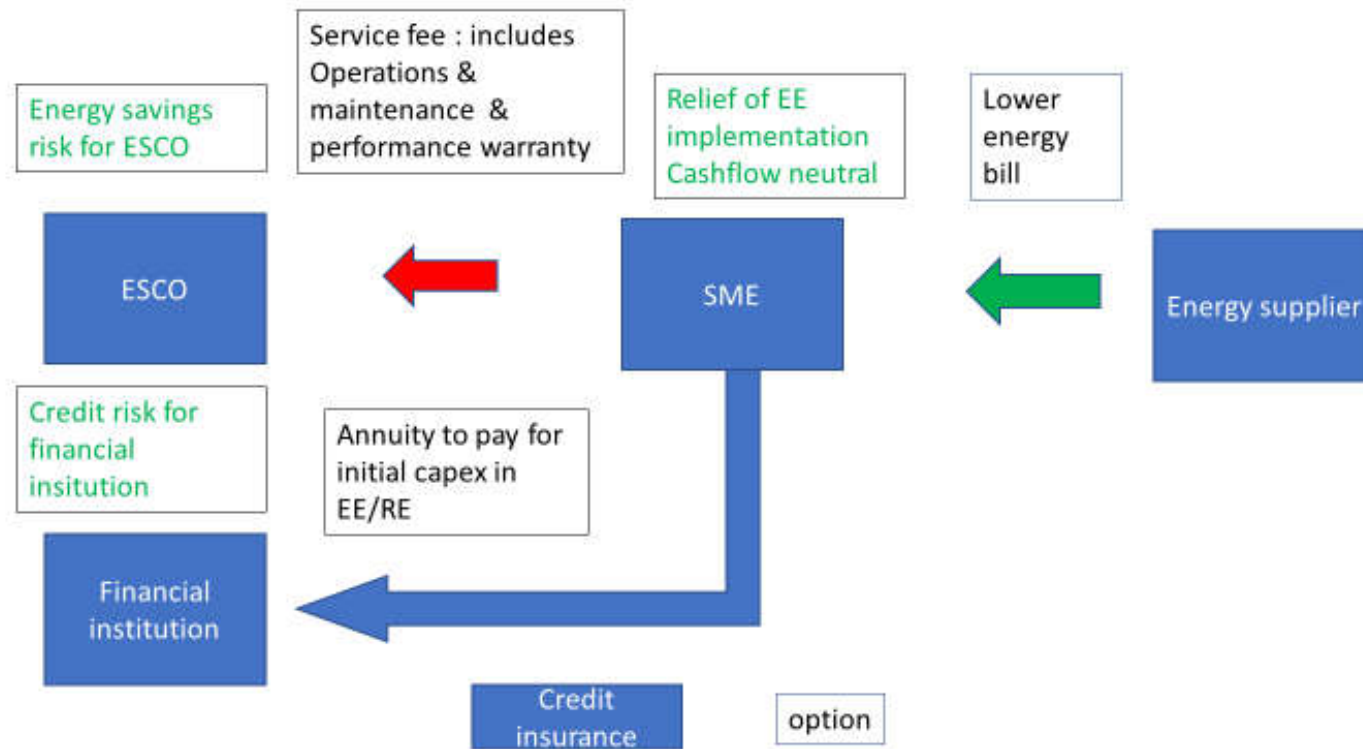 Service fee : includes
Operations &
maintenance &
performance warranty
Energy savings
risk for ESCO
Relief of EE
implementation
Cashflow neutral
Lower
energy
bill
ESCO
SME
Energy supplier
Credit risk for
financial
insitution
Annuity to pay for
initial capex in
EE/RE
Financial
institution
Credit
insurance
option